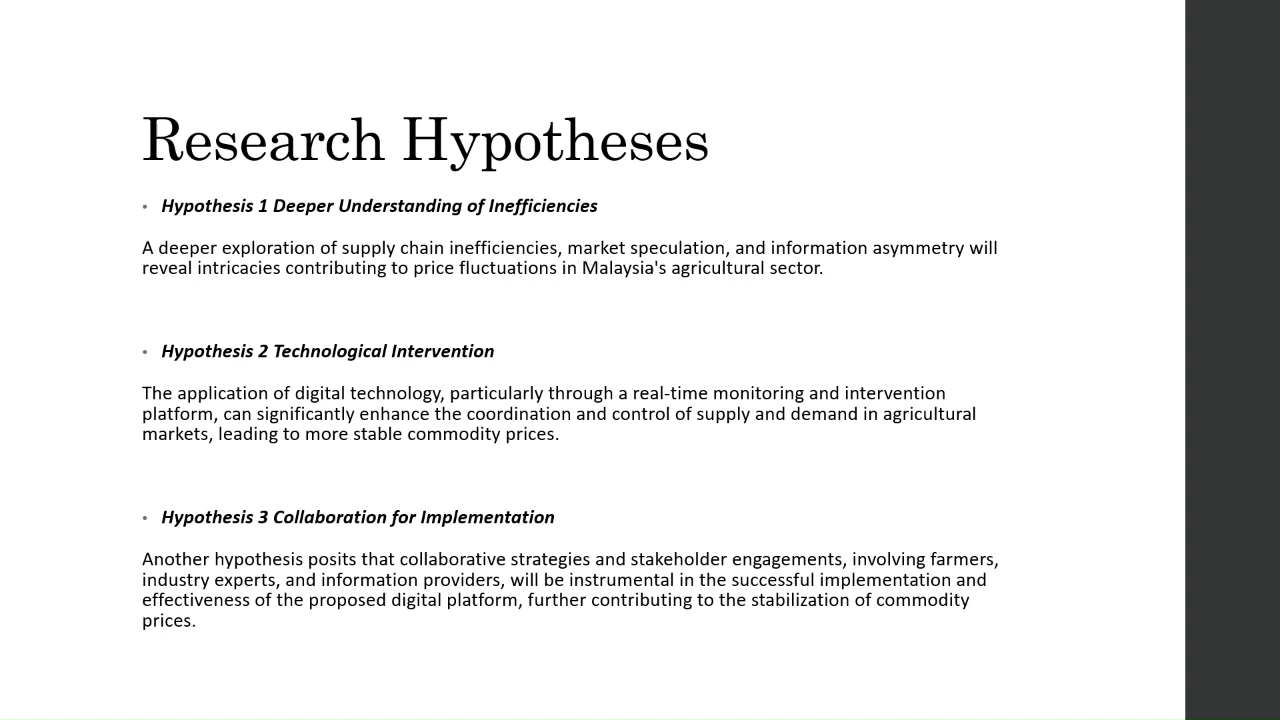 Research Hypotheses
• Hypothesis 1 Deeper Understanding of Inefficiencies
A deeper exploration of supply chain inefficiencies, market speculation, and information asymmetry will
reveal intricacies contributing to price fluctuations in Malaysia's agricultural sector.
• Hypothesis 2 Technological Intervention
The application of digital technology, particularly through a real-time monitoring and intervention
platform, can significantly enhance the coordination and control of supply and demand in agricultural
markets, leading to more stable commodity prices.
• Hypothesis 3 Collaboration for Implementation
Another hypothesis posits that collaborative strategies and stakeholder engagements, involving farmers,
industry experts, and information providers, will be instrumental in the successful implementation and
effectiveness of the proposed digital platform, further contributing to the stabilization of commodity
prices.